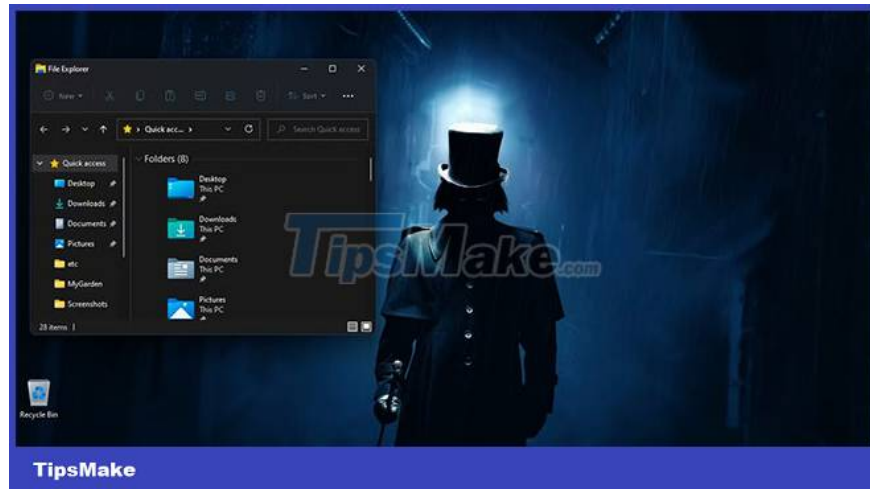 File Explorer
New
Sort
Quick acc...
Search Quick access
Quick access
Desktop
Downloads
Documents
Pictures
etc
MyGarden
Screenshots
Folders (8)
Desktop
This PC
Downloads
This PC
Documents
This PC
Pictures
This PC
28 items
TipsMake.com
Recycle Bin
TipsMake